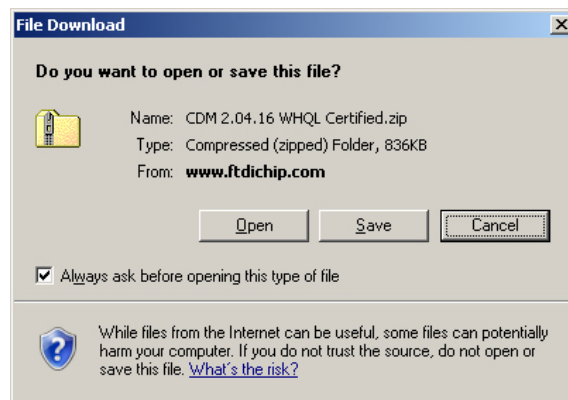 File Download
Do you want to open or save this file?
Name: CDM 2.04.16 WHQL Certified.zip
Type: Compressed (zipped) Folder, 836KB
From: www.ftdichip.com
Open Save Cancel
Always ask before opening this type of file
While files from the Internet can be useful, some files can potentially
harm your computer. If you do not trust the source, do not open or
save this file. What's the risk?